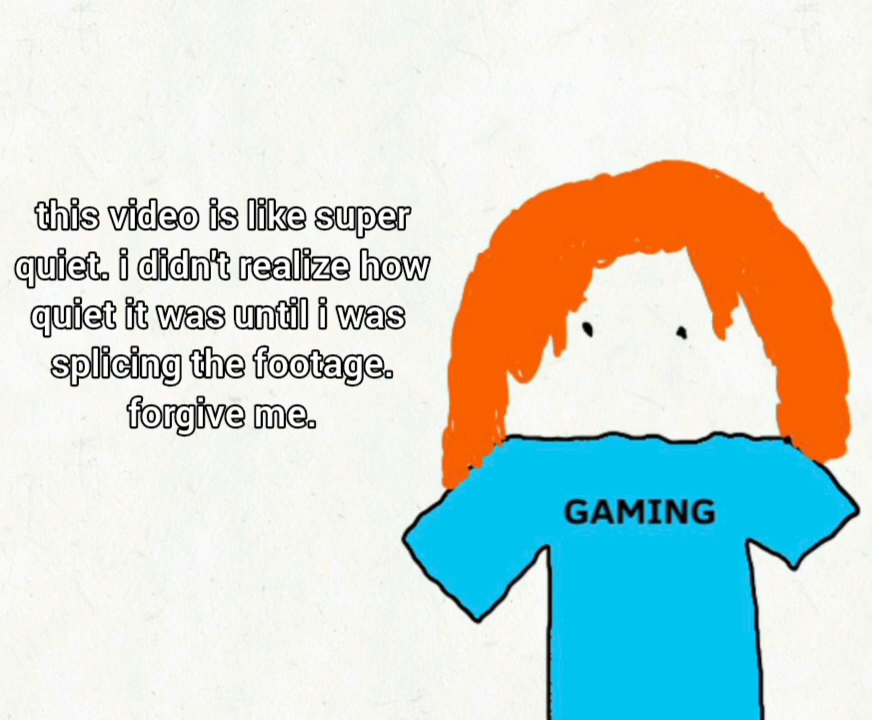 this video is like super
quiet. i didn't realize how
quiet it was until i was
splicing the footage.
forgive me.
GAMING